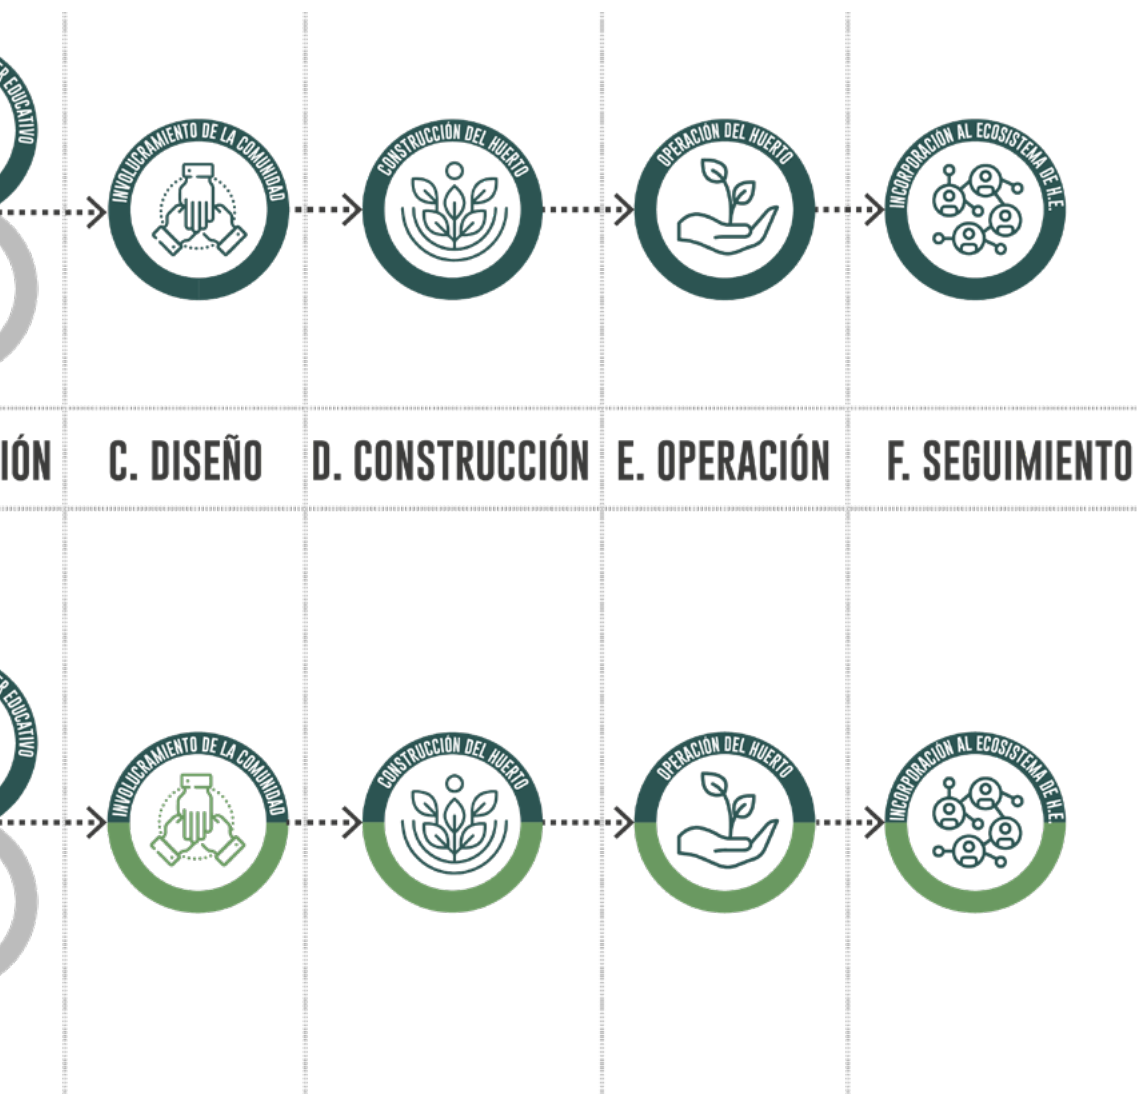 EDUCATIVO
INVOLUCRAMIENTO DE LA COMUNIDAD
CONSTRUCCIÓN DEL HUERTO
OPERACIÓN DEL HUERTO
INCORPORACIÓN AL ECOSISTEMA DE H.E.
IÓN
C. DISEÑO
D. CONSTRUCCIÓN
E. OPERACIÓN
F. SEGUIMIENTO
EDUCATIVO
INVOLUCRAMIENTO DE LA COMUNIDAD
CONSTRUCCIÓN DEL HUERTO
OPERACIÓN DEL HUERTO
INCORPORACIÓN AL ECOSISTEMA DE H.E.